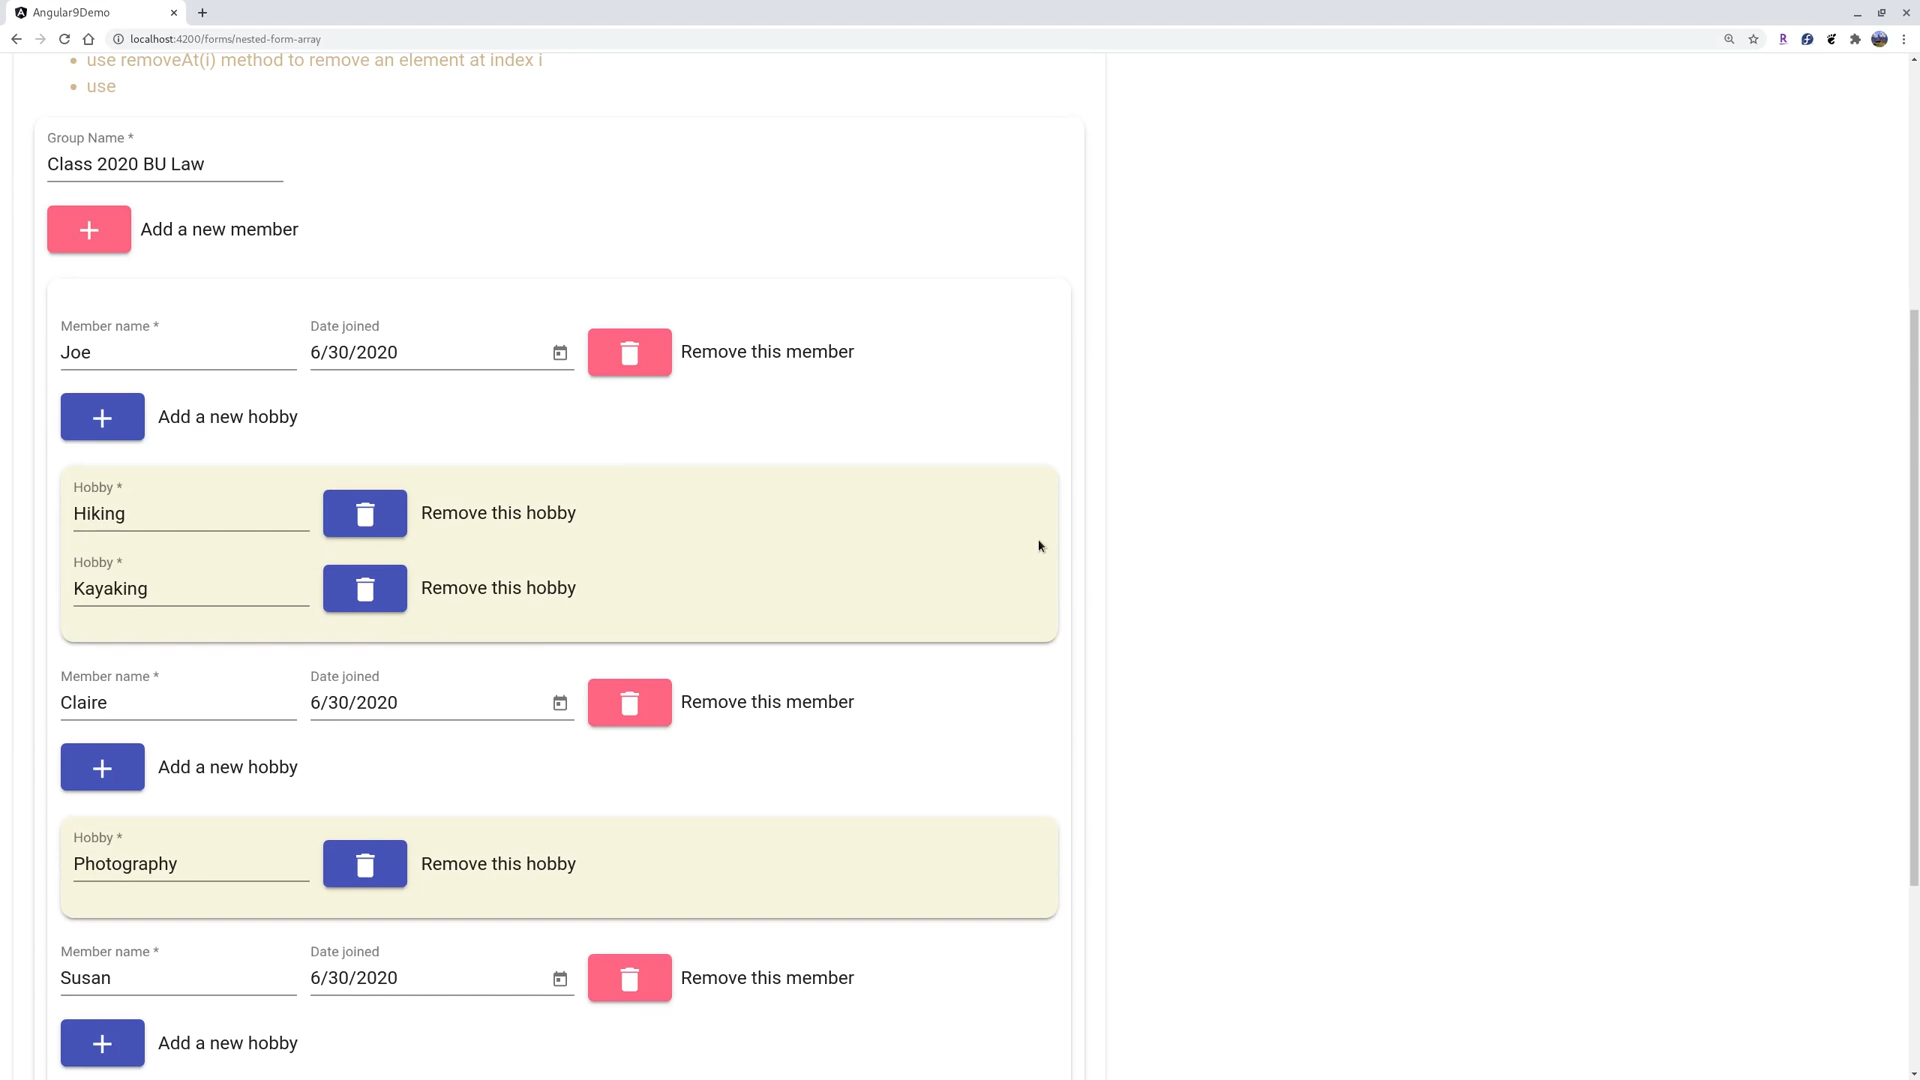 Angular9Demo
localhost:4200/forms/nested-form-array
use removeAt(i) method to remove an element at index i
use
Group Name *
Class 2020 BU Law
Add a new member
Member name * Date joined
Joe 6/30/2020 Remove this member
Add a new hobby
Hobby *
Hiking Remove this hobby
Hobby *
Kayaking Remove this hobby
Member name * Date joined
Claire 6/30/2020 Remove this member
Add a new hobby
Hobby *
Photography Remove this hobby
Member name * Date joined
Susan 6/30/2020 Remove this member
Add a new hobby